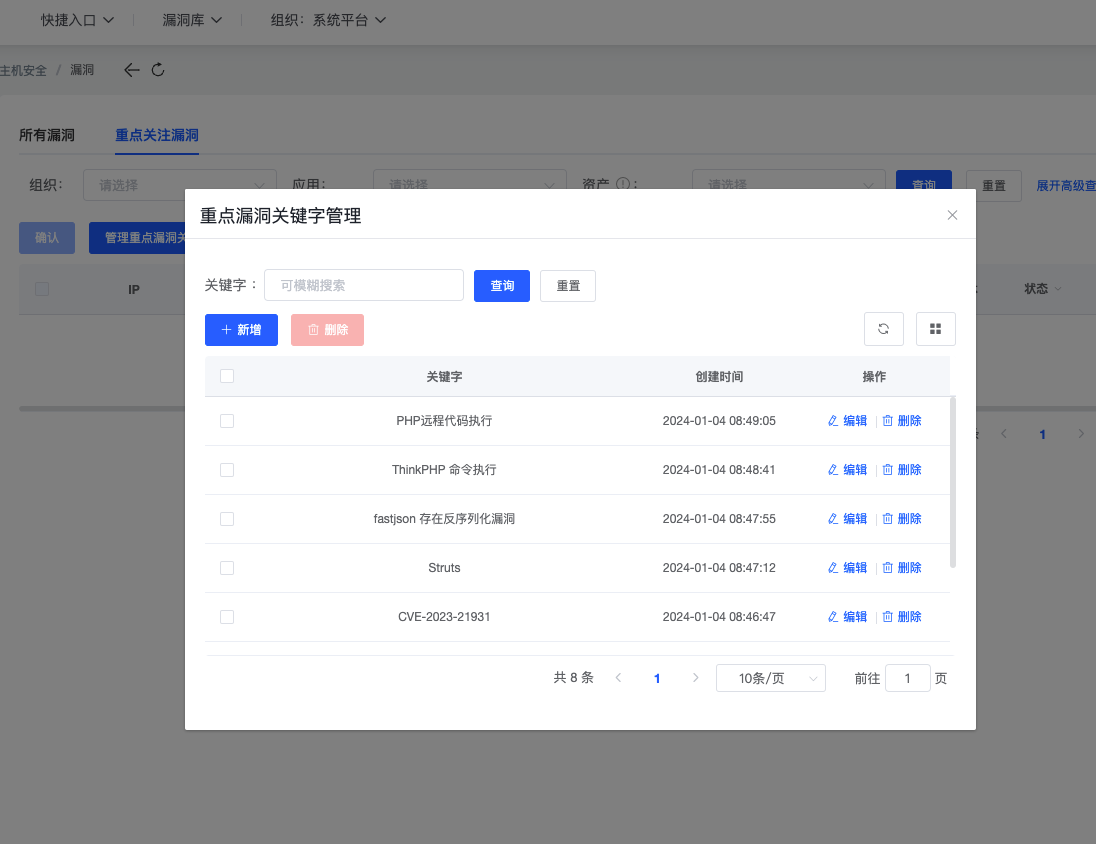 快捷入口 漏洞库 组织：系统平台
主机安全 / 漏洞
所有漏洞 重点关注漏洞
组织： 请选择 应用： 请选择 资产 ： 请选择 查询 重置 展开高级查
确认 管理重点漏洞关
IP 状态
1
重点漏洞关键字管理
关键字： 可模糊搜索 查询 重置
新增 删除
关键字 创建时间 操作
PHP远程代码执行 2024-01-04 08:49:05 编辑 删除
ThinkPHP 命令执行 2024-01-04 08:48:41 编辑 删除
fastjson 存在反序列化漏洞 2024-01-04 08:47:55 编辑 删除
Struts 2024-01-04 08:47:12 编辑 删除
CVE-2023-21931 2024-01-04 08:46:47 编辑 删除
共 8 条 1 10条/页 前往 1 页